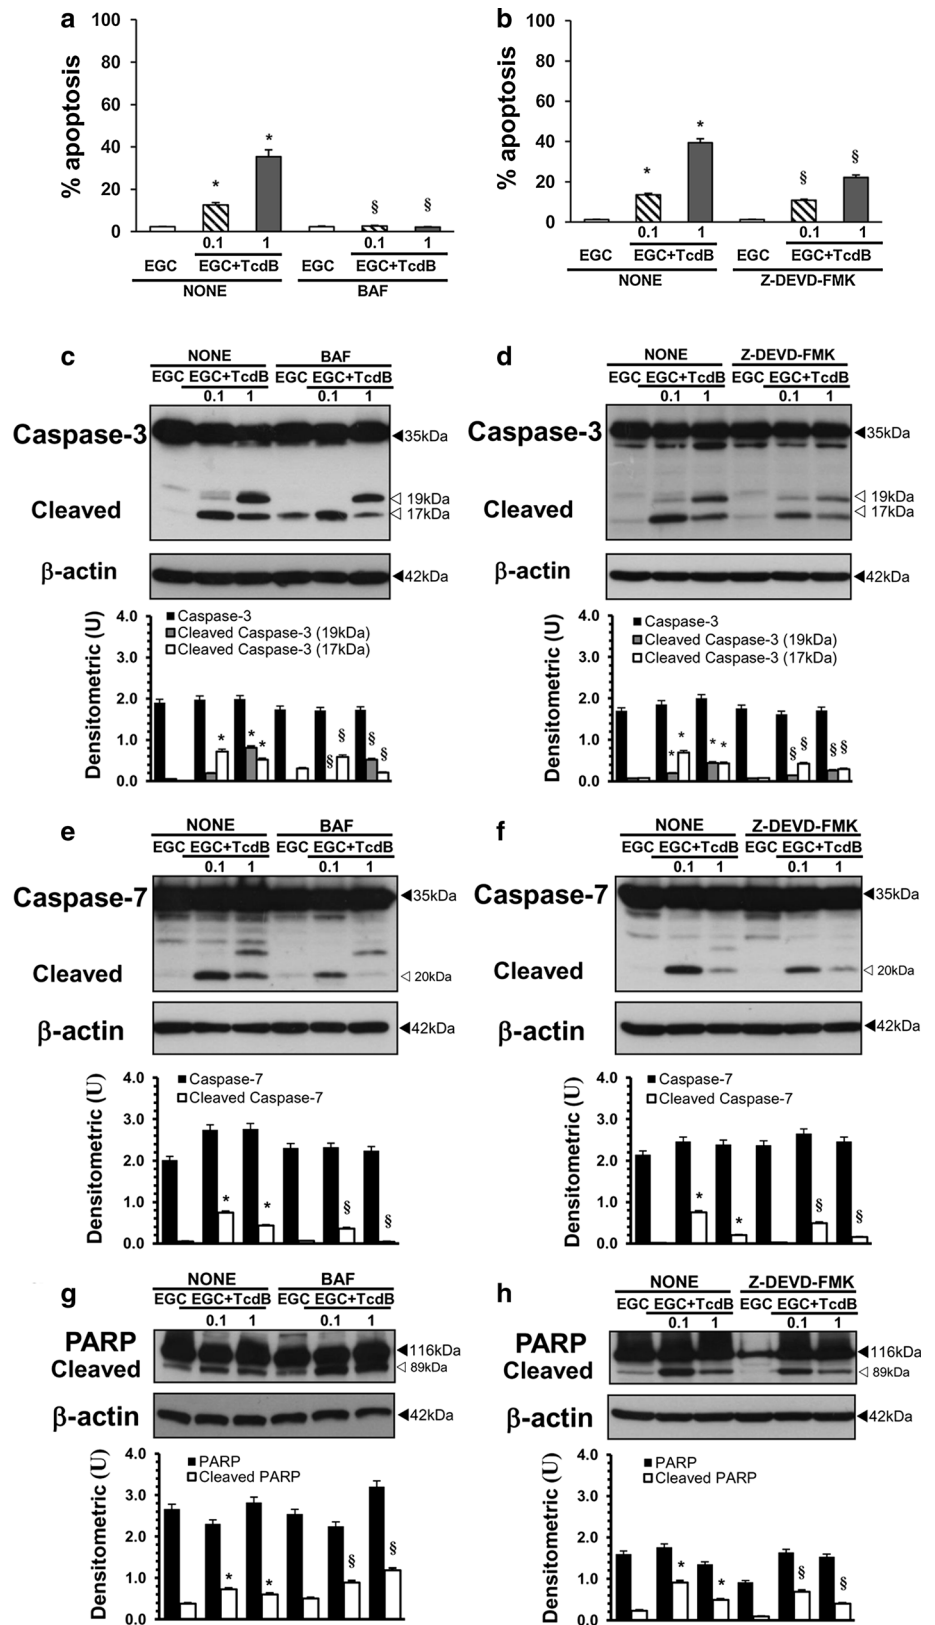 a
100
80
60
40
20
0
% apoptosis
*
*
§
§
0.1 1 0.1 1
EGC EGC+TcdB EGC EGC+TcdB
NONE BAF
b
100
80
60
40
20
0
% apoptosis
*
*
§
§
0.1 1 0.1 1
EGC EGC+TcdB EGC EGC+TcdB
NONE Z-DEVD-FMK
c
NONE BAF
EGC EGC+TcdB EGC EGC+TcdB
0.1 1 0.1 1
Caspase-3
35kDa
Cleaved
19kDa
17kDa
β-actin
42kDa
4.0
3.0
2.0
1.0
0.0
Densitometric (U)
Caspase-3
Cleaved Caspase-3 (19kDa)
Cleaved Caspase-3 (17kDa)
* * * § § § §
d
NONE Z-DEVD-FMK
EGC EGC+TcdB EGC EGC+TcdB
0.1 1 0.1 1
Caspase-3
35kDa
Cleaved
19kDa
17kDa
β-actin
42kDa
4.0
3.0
2.0
1.0
0.0
Densitometric (U)
Caspase-3
Cleaved Caspase-3 (19kDa)
Cleaved Caspase-3 (17kDa)
* * * * § § § §
e
NONE BAF
EGC EGC+TcdB EGC EGC+TcdB
0.1 1 0.1 1
Caspase-7
35kDa
Cleaved
20kDa
β-actin
42kDa
4.0
3.0
2.0
1.0
0.0
Densitometric (U)
Caspase-7
Cleaved Caspase-7
* * § §
f
NONE Z-DEVD-FMK
EGC EGC+TcdB EGC EGC+TcdB
0.1 1 0.1 1
Caspase-7
35kDa
Cleaved
20kDa
β-actin
42kDa
4.0
3.0
2.0
1.0
0.0
Densitometric (U)
Caspase-7
Cleaved Caspase-7
* * § §
g
NONE BAF
EGC EGC+TcdB EGC EGC+TcdB
0.1 1 0.1 1
PARP
116kDa
Cleaved
89kDa
β-actin
42kDa
4.0
3.0
2.0
1.0
0.0
Densitometric (U)
PARP
Cleaved PARP
* * § §
h
NONE Z-DEVD-FMK
EGC EGC+TcdB EGC EGC+TcdB
0.1 1 0.1 1
PARP
116kDa
Cleaved
89kDa
β-actin
42kDa
4.0
3.0
2.0
1.0
0.0
Densitometric (U)
PARP
Cleaved PARP
* * § §